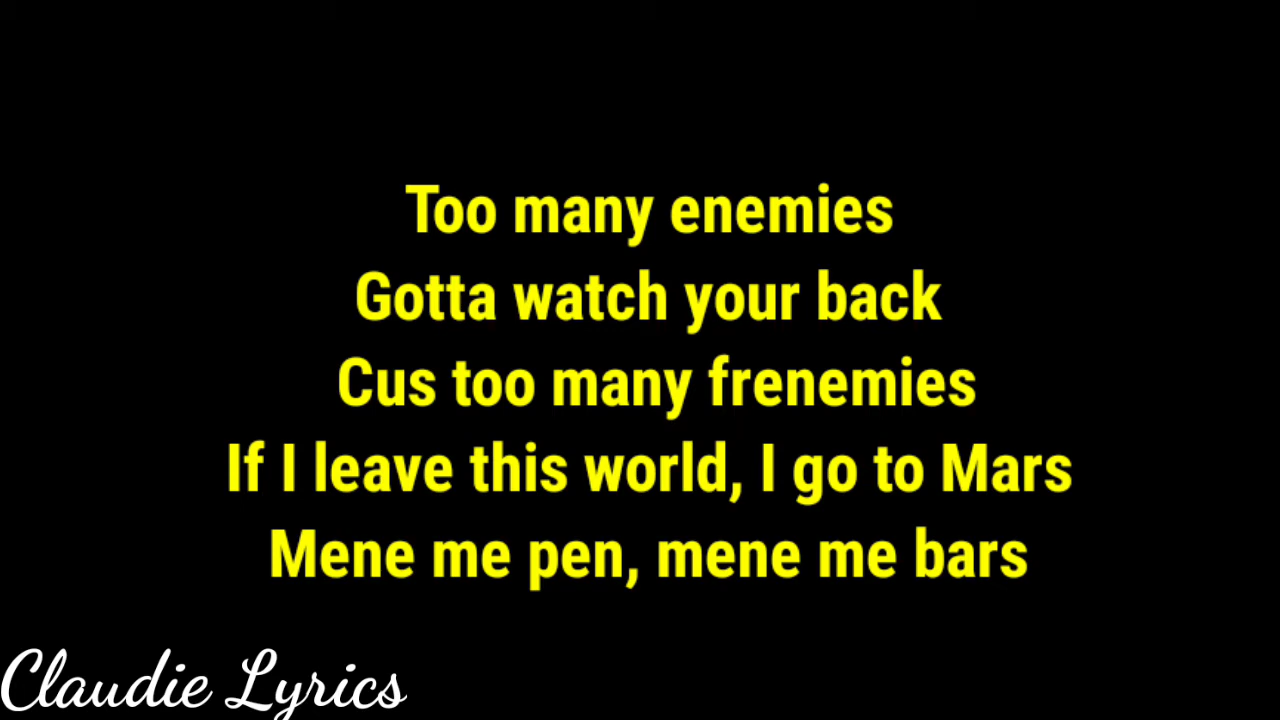 Too many enemies
Gotta watch your back
Cus too many frenemies
If I leave this world, I go to Mars
Mene me pen, mene me bars
Claudie Lyrics